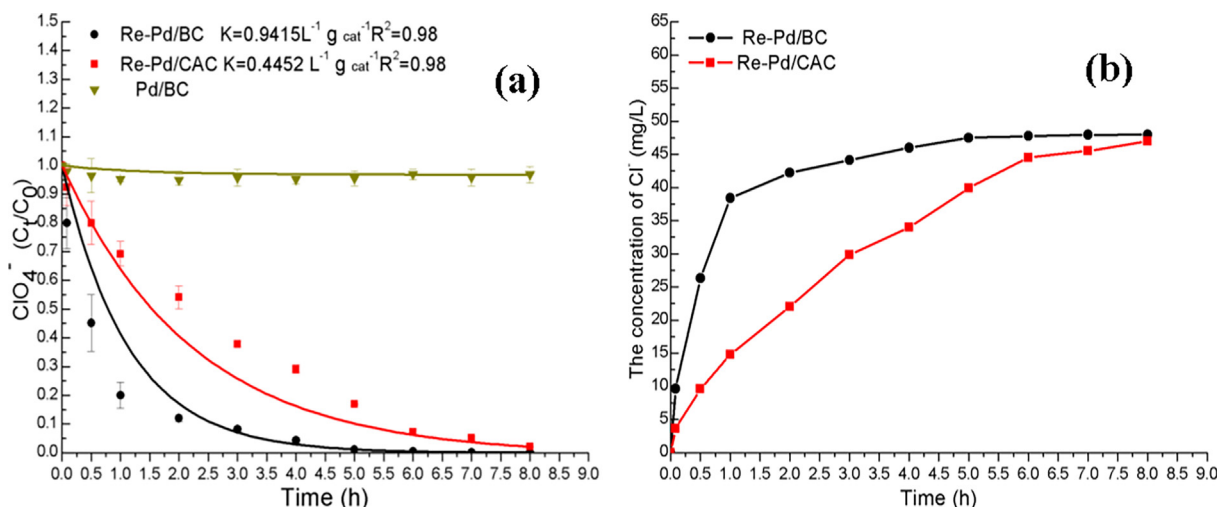 Re-Pd/BC K=0.9415L⁻¹ g cat⁻¹R²=0.98
Re-Pd/CAC K=0.4452 L⁻¹ g cat⁻¹R²=0.98
Pd/BC
(a)
1.5
1.4
1.3
1.2
1.1
1.0
0.9
0.8
0.7
0.6
0.5
0.4
0.3
0.2
0.1
0.0
ClO₄⁻ (Cₜ/C₀)
0.0 0.5 1.0 1.5 2.0 2.5 3.0 3.5 4.0 4.5 5.0 5.5 6.0 6.5 7.0 7.5 8.0 8.5 9.0
Time (h)
Re-Pd/BC
Re-Pd/CAC
(b)
65
60
55
50
45
40
35
30
25
20
15
10
5
0
The concentration of Cl⁻ (mg/L)
0.0 0.5 1.0 1.5 2.0 2.5 3.0 3.5 4.0 4.5 5.0 5.5 6.0 6.5 7.0 7.5 8.0 8.5 9.0
Time (h)